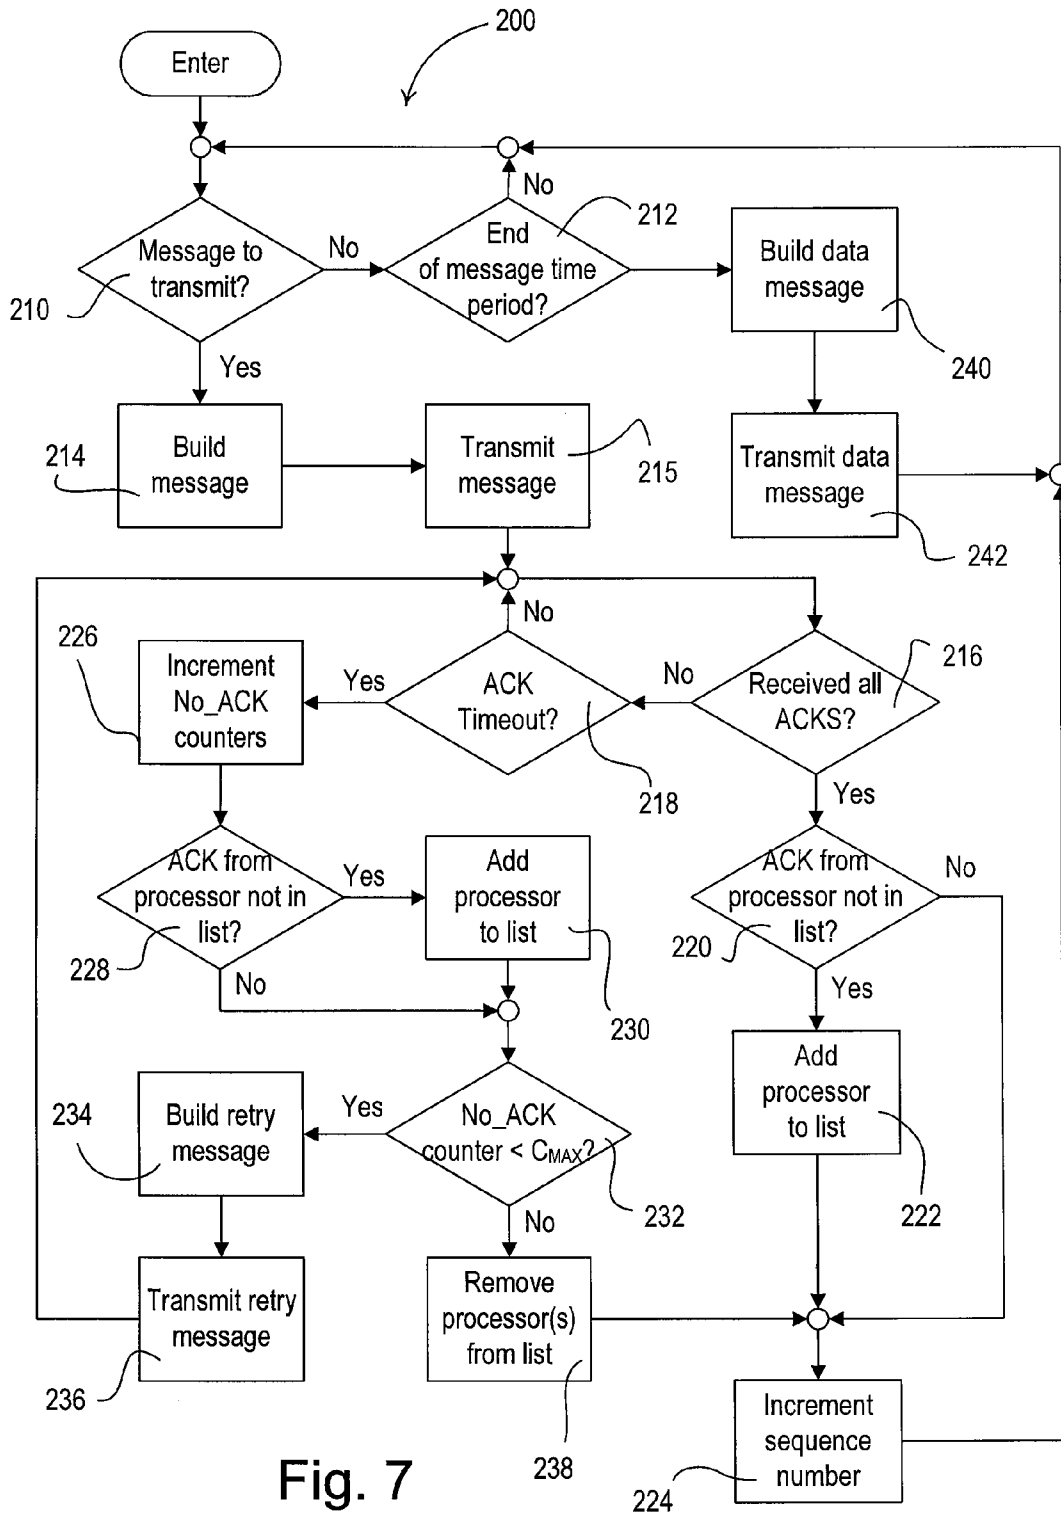 200
Enter
No
212
Message to
transmit?
210
No
End
of message time
period?
Build data
message
240
Yes
214
Build
message
Transmit
message
215
Transmit data
message
242
No
226
Increment
No_ACK
counters
Yes
ACK
Timeout?
218
No
Received all
ACKS?
216
Yes
ACK from
processor not in
list?
228
Yes
Add
processor
to list
230
ACK from
processor not in
list?
220
No
No
Yes
234
Build retry
message
Yes
No_ACK
counter < CMAX?
232
Add
processor
to list
222
No
Transmit retry
message
236
Remove
processor(s)
from list
238
Increment
sequence
number
224
Fig. 7